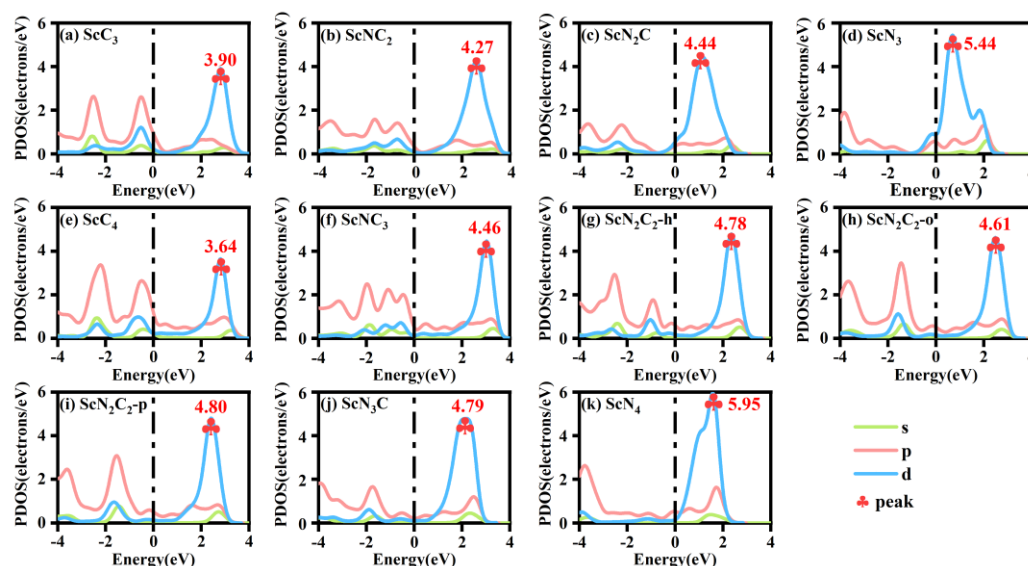 (a) ScC3
3.90
PDOS(electrons/eV)
6
4
2
0
-4 -2 0 2 4
Energy(eV)
(b) ScNC2
4.27
6
4
2
0
-4 -2 0 2 4
Energy(eV)
(c) ScN2C
4.44
6
4
2
0
-4 -2 0 2 4
Energy(eV)
(d) ScN3
5.44
PDOS(electrons/eV)
6
4
2
0
-4 -2 0 2 4
Energy(eV)
(e) ScC4
3.64
PDOS(electrons/eV)
6
4
2
0
-4 -2 0 2 4
Energy(eV)
(f) ScNC3
4.46
PDOS(electrons/eV)
6
4
2
0
-4 -2 0 2 4
Energy(eV)
(g) ScN2C2-h
4.78
PDOS(electrons/eV)
6
4
2
0
-4 -2 0 2 4
Energy(eV)
(h) ScN2C2-o
4.61
PDOS(electrons/eV)
6
4
2
0
-4 -2 0 2 4
Energy(eV)
(i) ScN2C2-p
4.80
PDOS(electrons/eV)
6
4
2
0
-4 -2 0 2 4
Energy(eV)
(j) ScN3C
4.79
PDOS(electrons/eV)
6
4
2
0
-4 -2 0 2 4
Energy(eV)
(k) ScN4
5.95
PDOS(electrons/eV)
6
4
2
0
-4 -2 0 2 4
Energy(eV)
s
p
d
peak